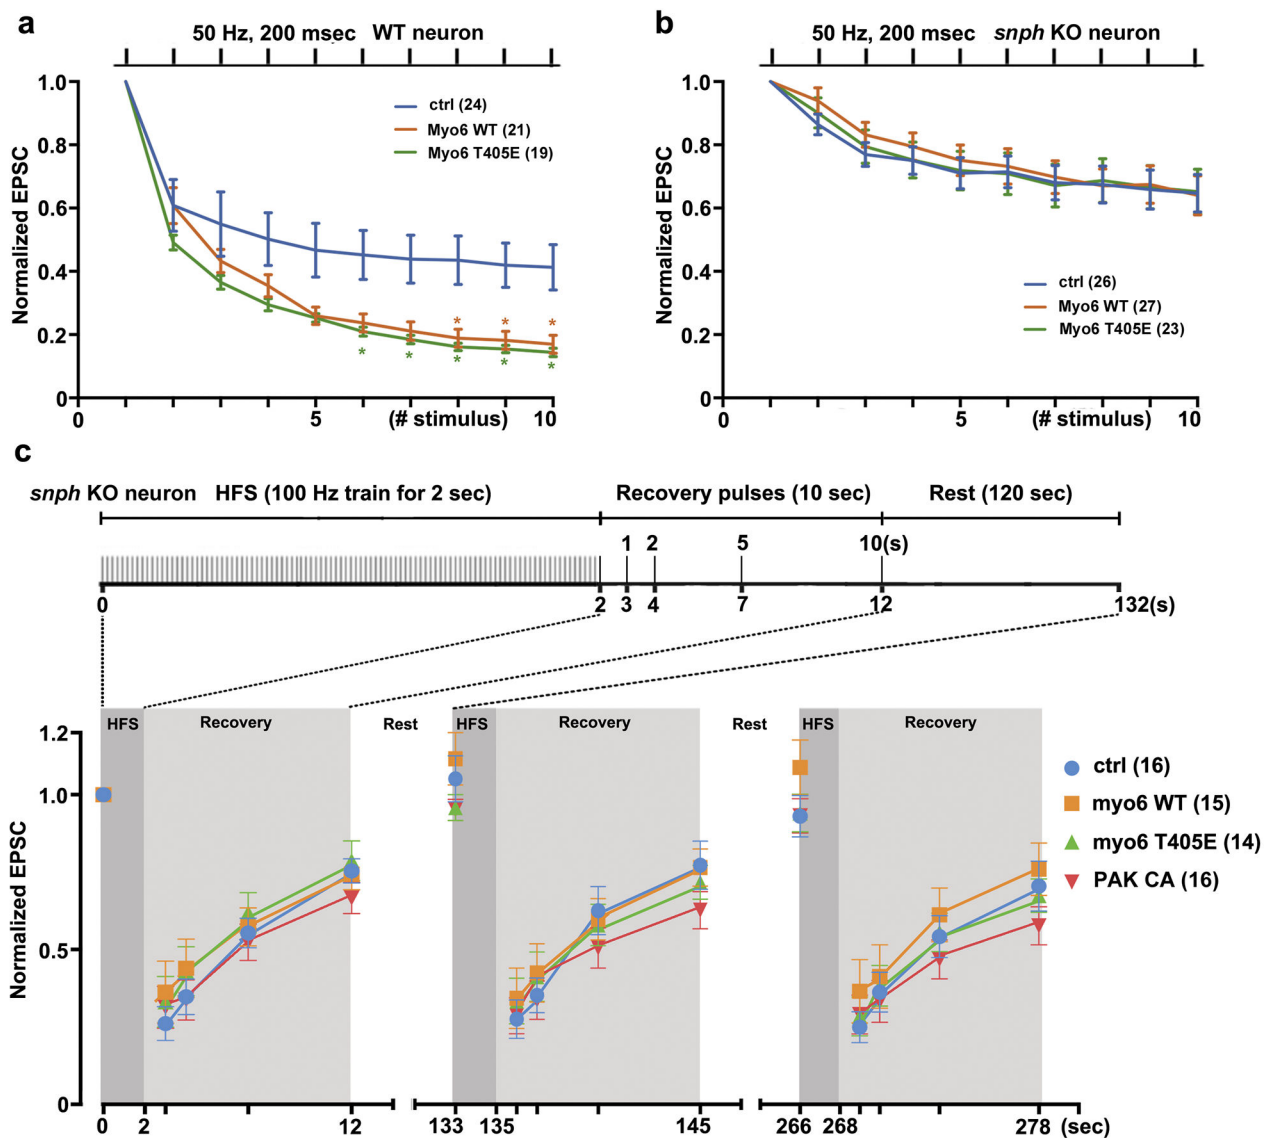 a
50 Hz, 200 msec WT neuron
Normalized EPSC
1.0
0.8
0.6
0.4
0.2
0
ctrl (24)
Myo6 WT (21)
Myo6 T405E (19)
* * *
* * * * *
0 5 (# stimulus) 10
b
50 Hz, 200 msec snph KO neuron
Normalized EPSC
1.0
0.8
0.6
0.4
0.2
0
ctrl (26)
Myo6 WT (27)
Myo6 T405E (23)
0 5 (# stimulus) 10
c
snph KO neuron HFS (100 Hz train for 2 sec) Recovery pulses (10 sec) Rest (120 sec)
1 2 5 10(s)
0 2 3 4 7 12 132(s)
HFS Recovery Rest HFS Recovery Rest HFS Recovery
Normalized EPSC
1.2
1.0
0.5
0
ctrl (16)
myo6 WT (15)
myo6 T405E (14)
PAK CA (16)
0 2 12 133 135 145 266 268 278 (sec)